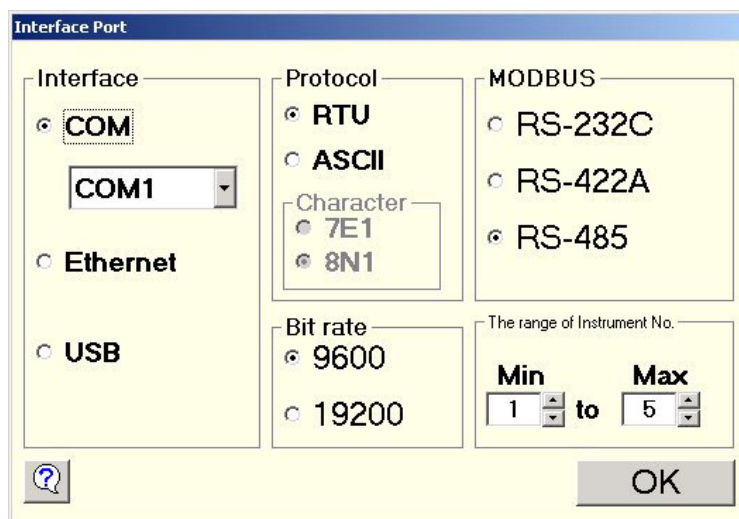 Interface Port
Interface
COM
COM1
Ethernet
USB
Protocol
RTU
ASCII
Character
7E1
8N1
Bit rate
9600
19200
MODBUS
RS-232C
RS-422A
RS-485
The range of Instrument No.
Min Max
1 to 5
?
OK